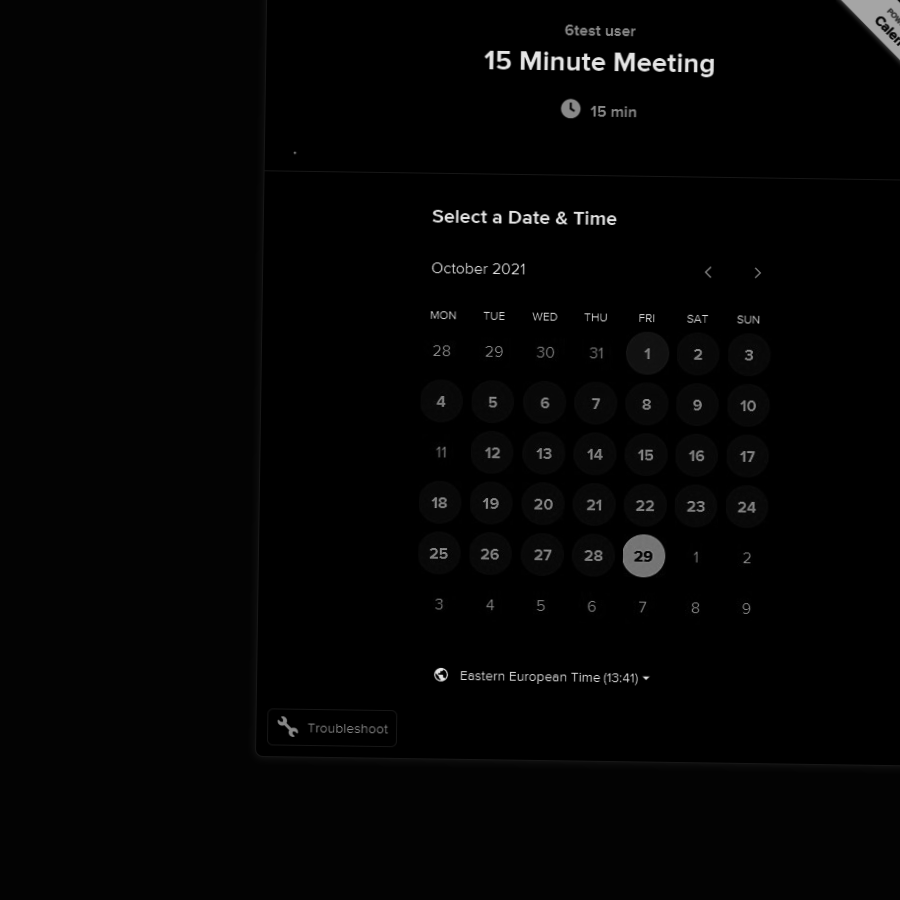 POW
Calen
6test user
15 Minute Meeting
15 min
Select a Date & Time
October 2021
MON TUE WED THU FRI SAT SUN
28 29 30 31 1 2 3
4 5 6 7 8 9 10
11 12 13 14 15 16 17
18 19 20 21 22 23 24
25 26 27 28 29 1 2
3 4 5 6 7 8 9
Eastern European Time (13:41)
Troubleshoot